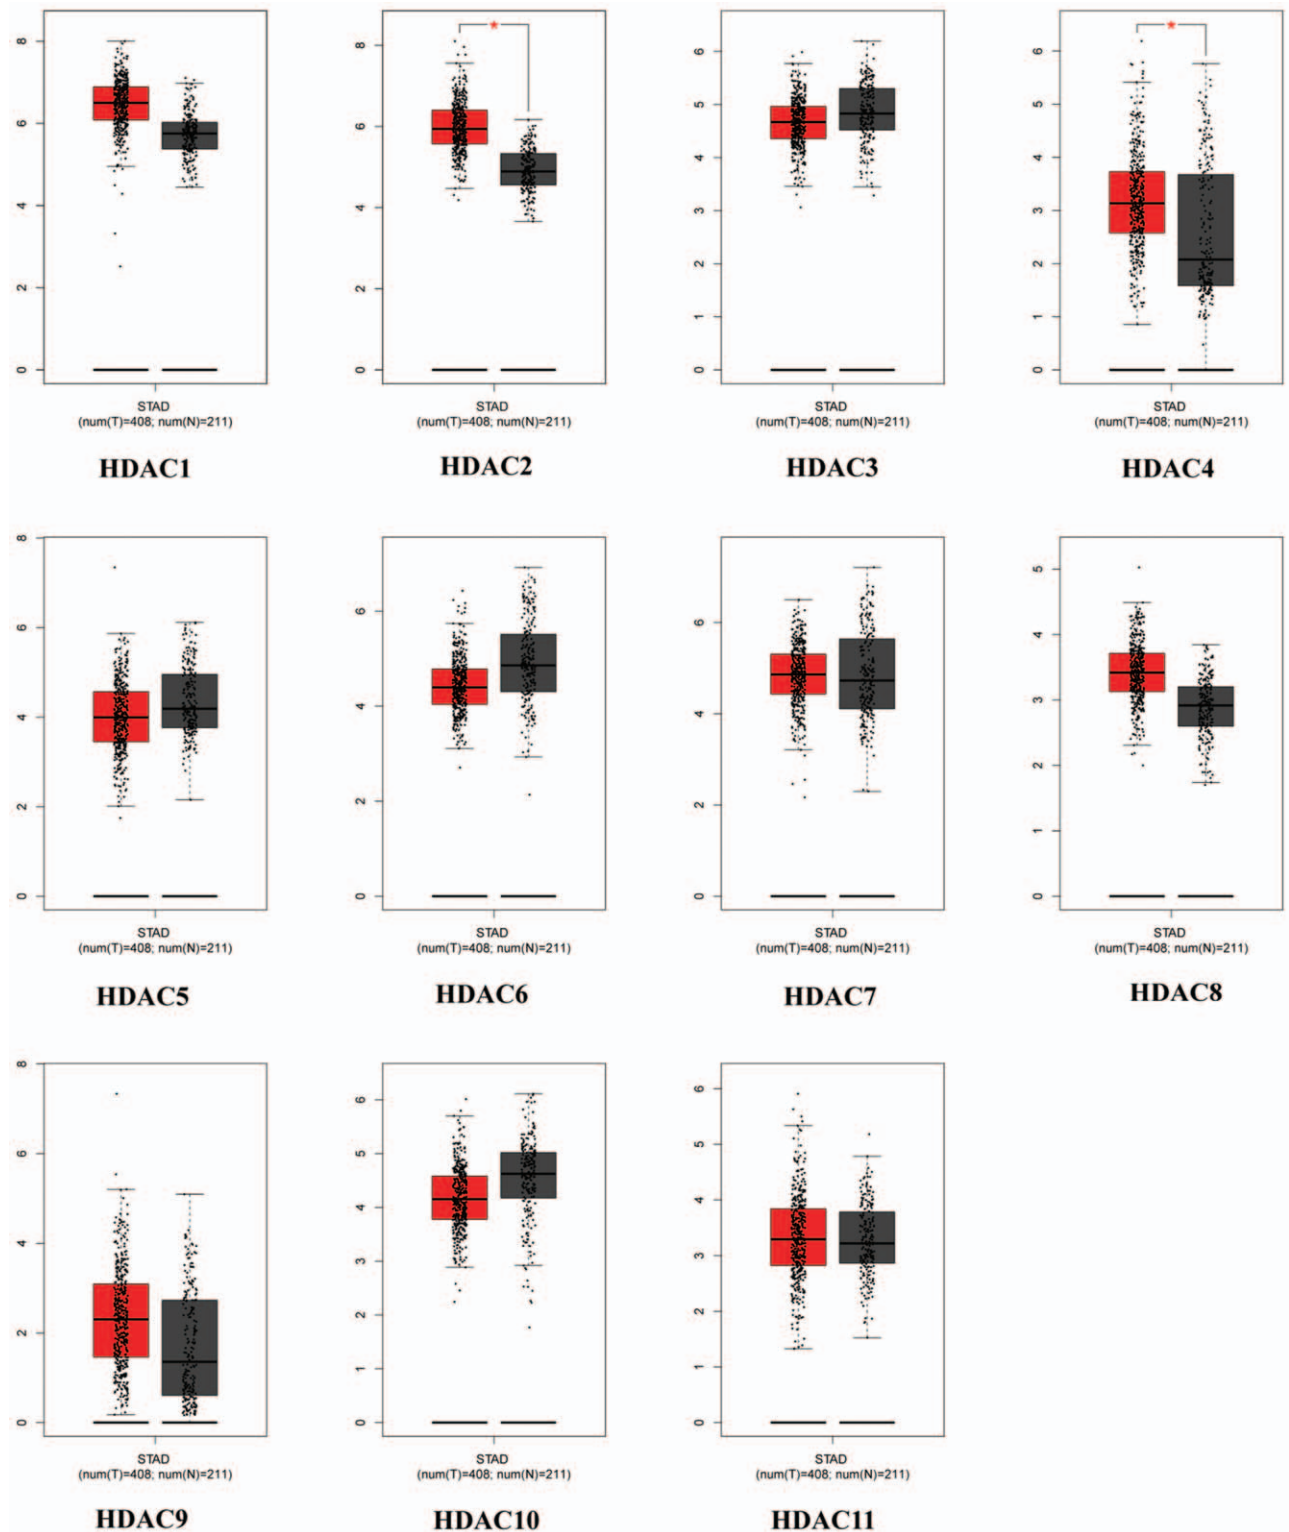 8
6
4
2
0
STAD
(num(T)=408; num(N)=211)
HDAC1
8
6
4
2
0
*
STAD
(num(T)=408; num(N)=211)
HDAC2
6
5
4
3
2
1
0
STAD
(num(T)=408; num(N)=211)
HDAC3
6
5
4
3
2
1
0
*
STAD
(num(T)=408; num(N)=211)
HDAC4
8
6
4
2
0
STAD
(num(T)=408; num(N)=211)
HDAC5
6
4
2
0
STAD
(num(T)=408; num(N)=211)
HDAC6
6
4
2
0
STAD
(num(T)=408; num(N)=211)
HDAC7
5
4
3
2
1
0
STAD
(num(T)=408; num(N)=211)
HDAC8
8
6
4
2
0
STAD
(num(T)=408; num(N)=211)
HDAC9
6
5
4
3
2
1
0
STAD
(num(T)=408; num(N)=211)
HDAC10
6
5
4
3
2
1
0
STAD
(num(T)=408; num(N)=211)
HDAC11